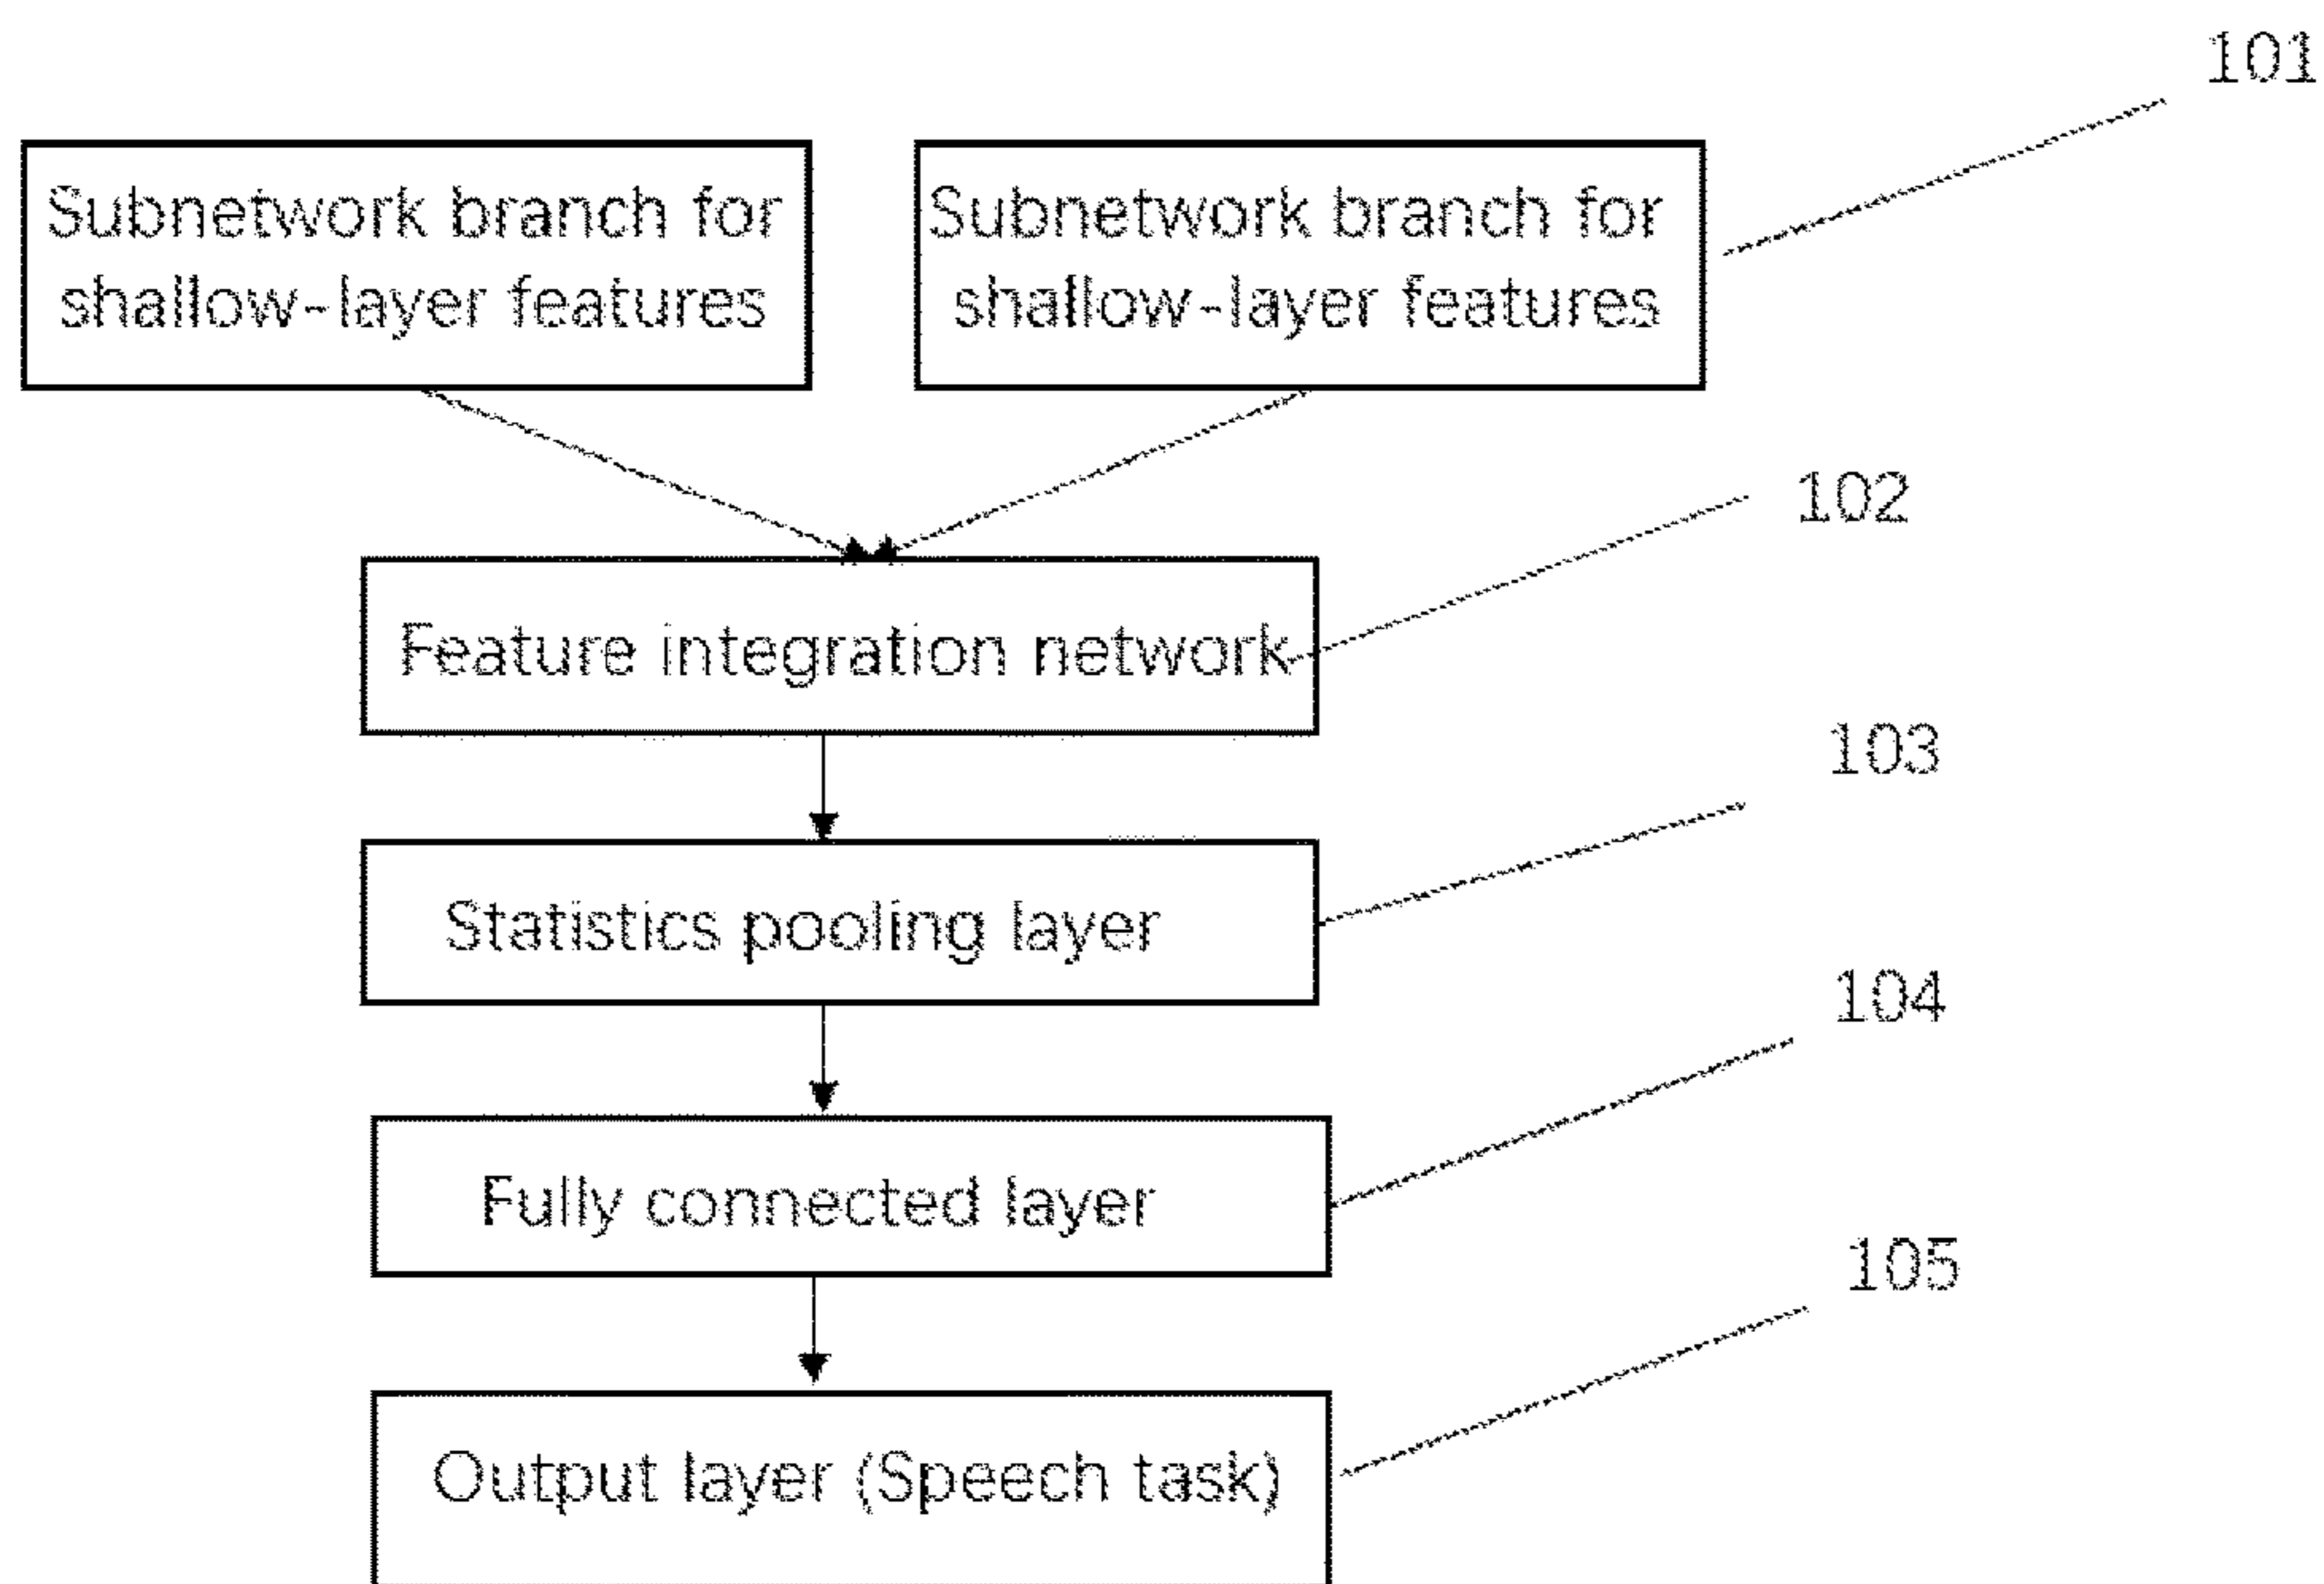 101
Subnetwork branch for
shallow-layer features
Subnetwork branch for
shallow-layer features
102
Feature integration network
103
Statistics pooling layer
104
Fully connected layer
105
Output layer (Speech task)